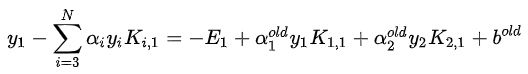 $y_1 - \sum_{i=3}^{N} \alpha_i y_i K_{i,1} = -E_1 + \alpha_1^{old} y_1 K_{1,1} + \alpha_2^{old} y_2 K_{2,1} + b^{old}$